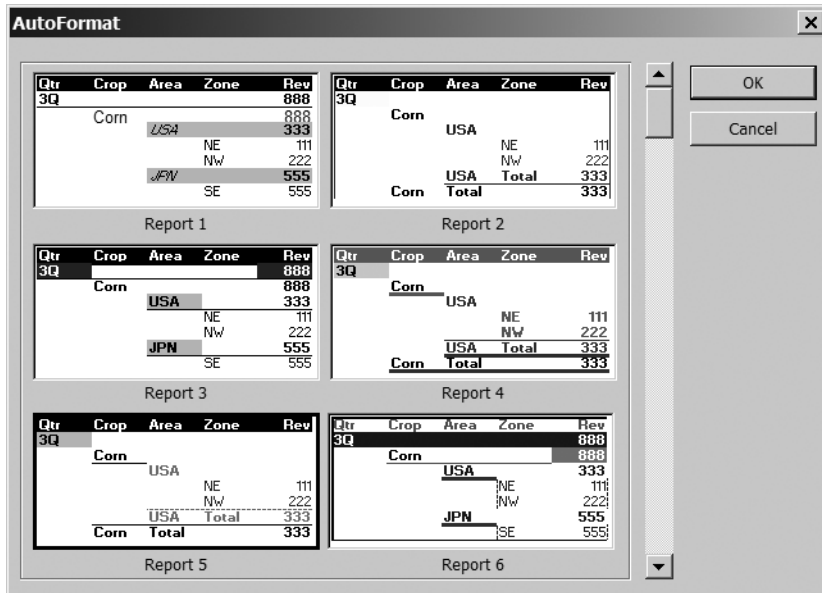 AutoFormat
OK
Cancel
Qtr Crop Area Zone Rev
3Q 888
Corn 888
USA 333
NE 111
NW 222
JPN 555
SE 555
Report 1
Qtr Crop Area Zone Rev
3Q
Corn
USA
NE 111
NW 222
USA Total 333
Corn Total 333
Report 2
Qtr Crop Area Zone Rev
3Q 888
Corn 888
USA 333
NE 111
NW 222
JPN 555
SE 555
Report 3
Qtr Crop Area Zone Rev
3Q
Corn
USA
NE 111
NW 222
USA Total 333
Corn Total 333
Report 4
Qtr Crop Area Zone Rev
3Q
Corn
USA
NE 111
NW 222
USA Total 333
Corn Total 333
Report 5
Qtr Crop Area Zone Rev
3Q 888
Corn 888
USA 333
NE 111
NW 222
JPN 555
SE 555
Report 6